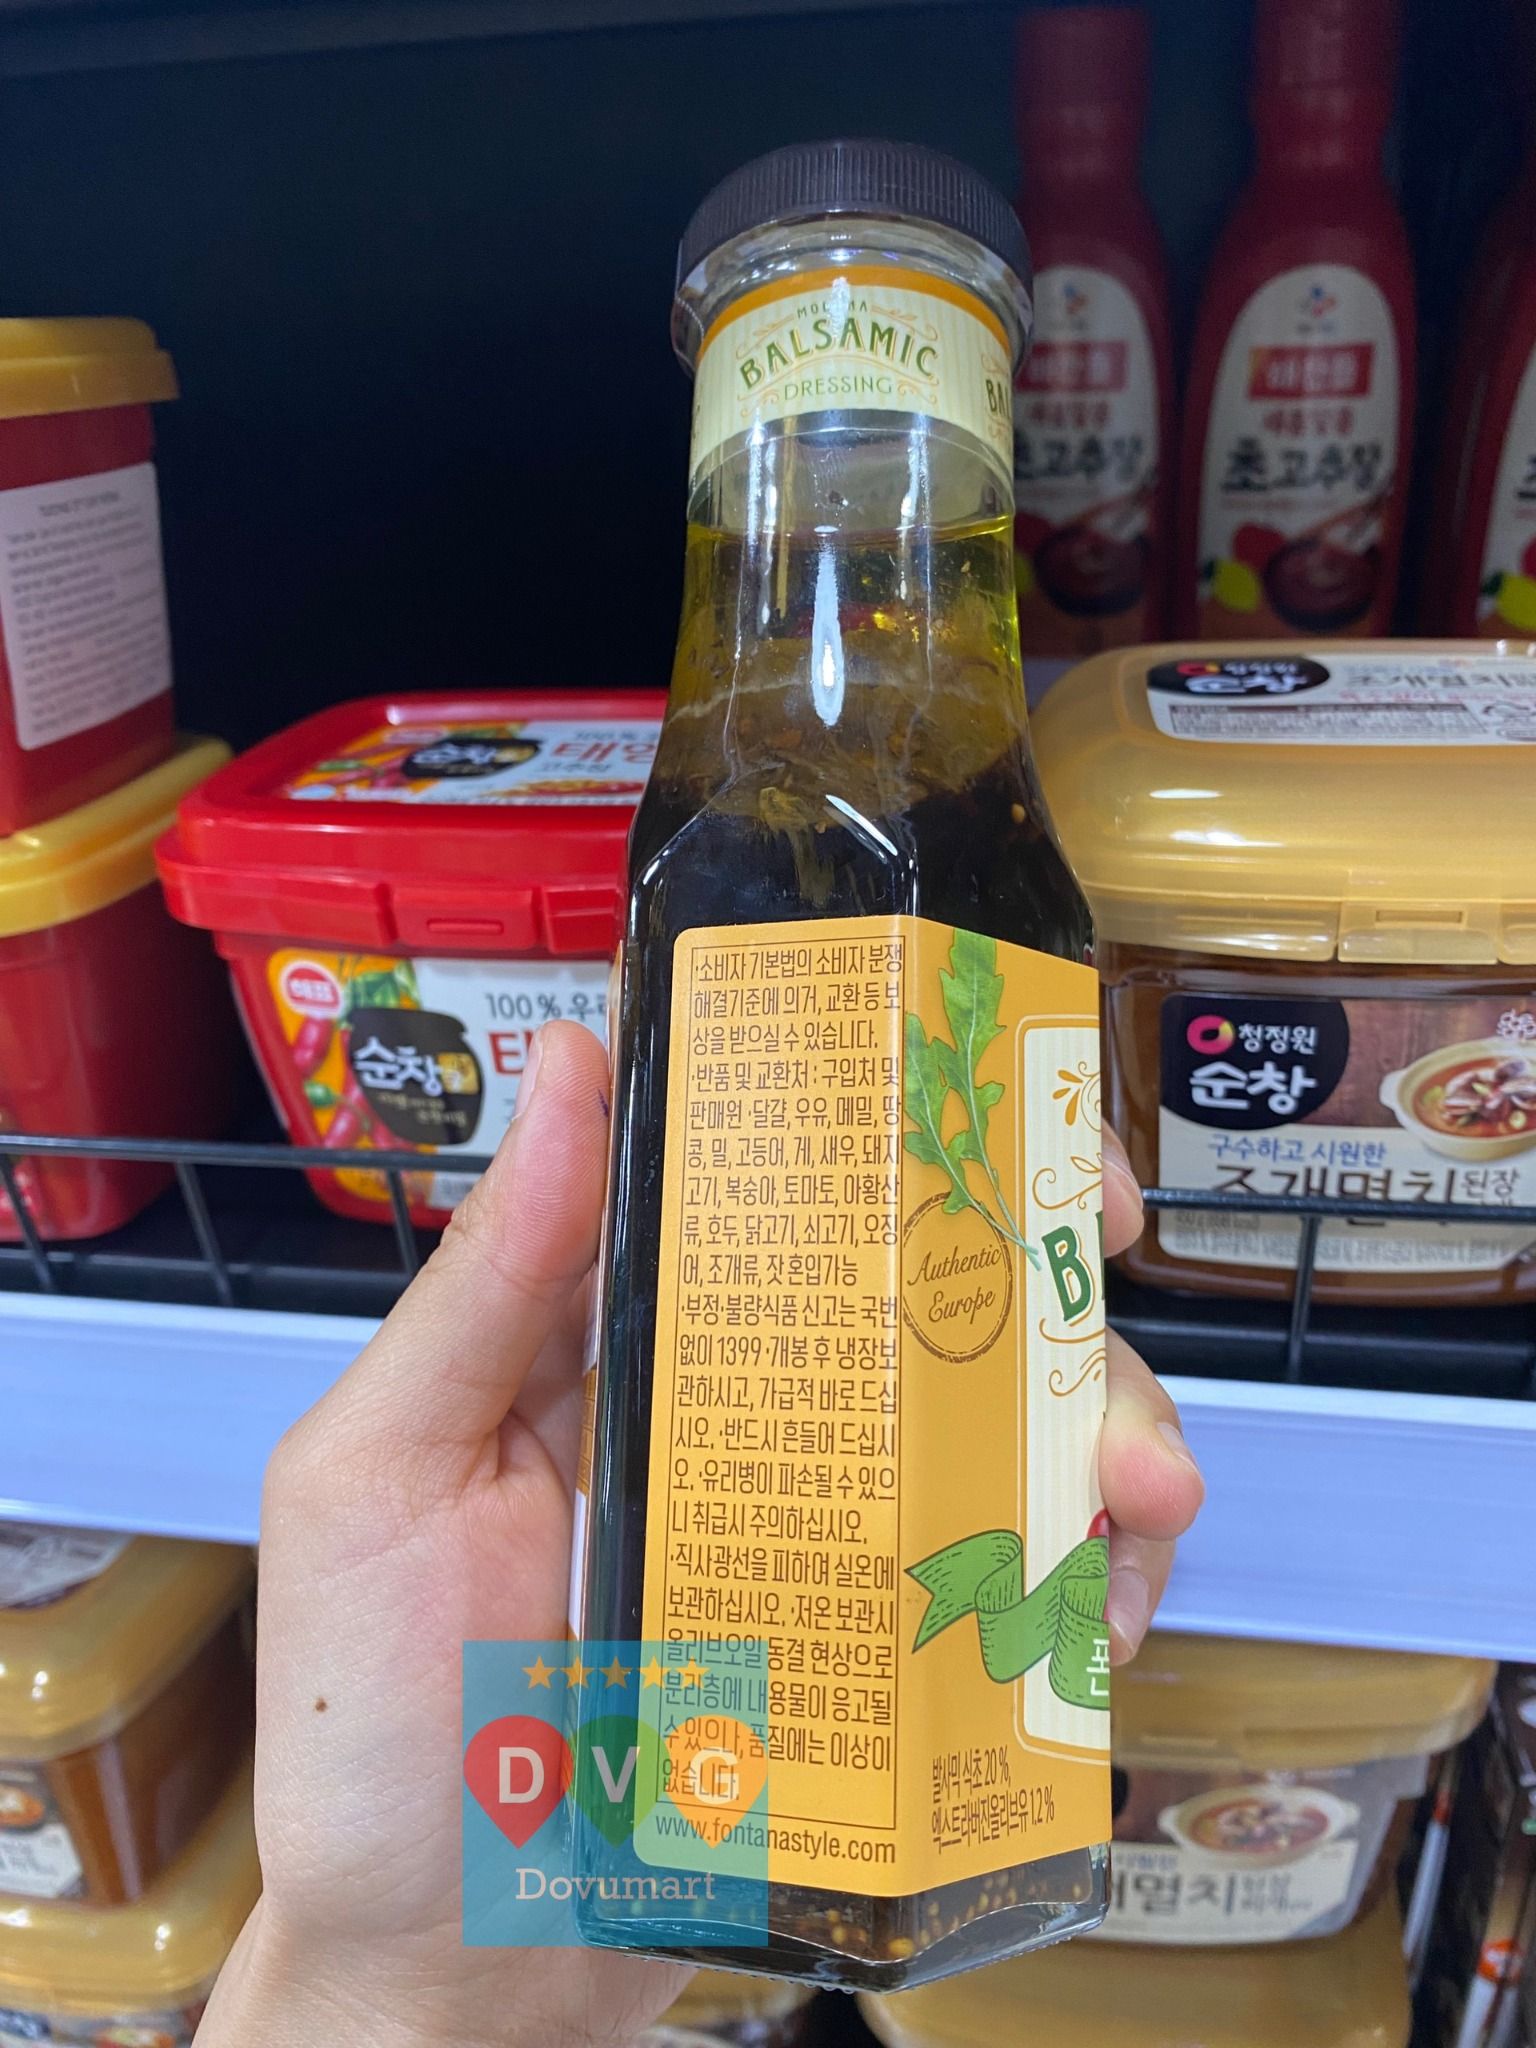 BALSAMIC
DRESSING
·소비자기본법의 소비자 분쟁
해결기준에 의거, 교환 등 보
상을 받으실 수 있습니다.
·반품 및 교환처 : 구입처 및
판매원 ·달걀, 우유, 메밀, 땅
콩, 밀, 고등어, 게, 새우, 돼지
고기, 복숭아, 토마토, 아황산
류, 호두, 닭고기, 쇠고기, 오징
어, 조개류, 잣 혼입가능
·부정·불량식품 신고는 국번
없이 1399 ·개봉 후 냉장보
관하시고, 가급적 바로 드십
시오. ·반드시 흔들어 드십시
오. ·유리병이 파손될 수 있으
니 취급시 주의하십시오.
·직사광선을 피하여 실온에
보관하십시오. ·저온 보관시
올리브오일 동결 현상으로
분리층에 내용물이 응고될
수 있으나, 품질에는 이상이
없습니다.
www.fontanastyle.com
Authentic
Europe
발사믹 식초 20 %,
엑스트라버진올리브유 1.2 %
DVG
Dovumart
초고추장
초고추장
순창
100 % 우리
해표
순창
청정원
순창
구수하고 시원한
조개멸치 된장